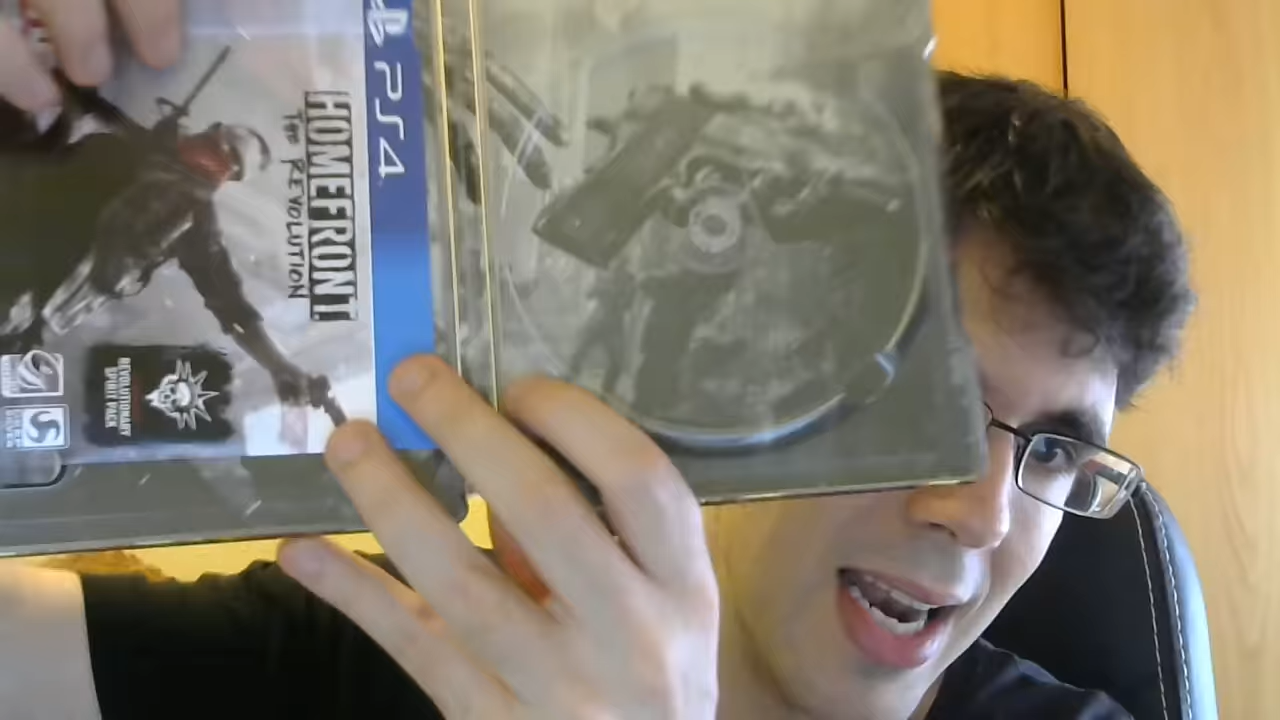 PS4
HOMEFRONT
THE REVOLUTION
REVOLUTIONARY
SPIRIT PACK